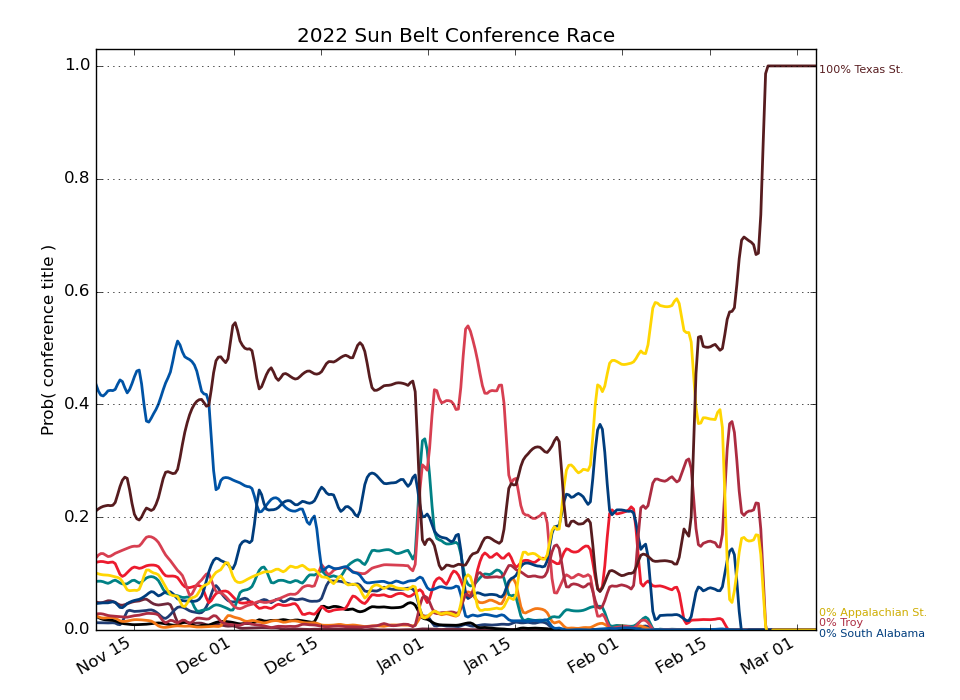 2022 Sun Belt Conference Race
Prob( conference title )
1.0
0.8
0.6
0.4
0.2
0.0
100% Texas St.
0% Appalachian St.
0% Troy
0% South Alabama
Nov 15
Dec 01
Dec 15
Jan 01
Jan 15
Feb 01
Feb 15
Mar 01